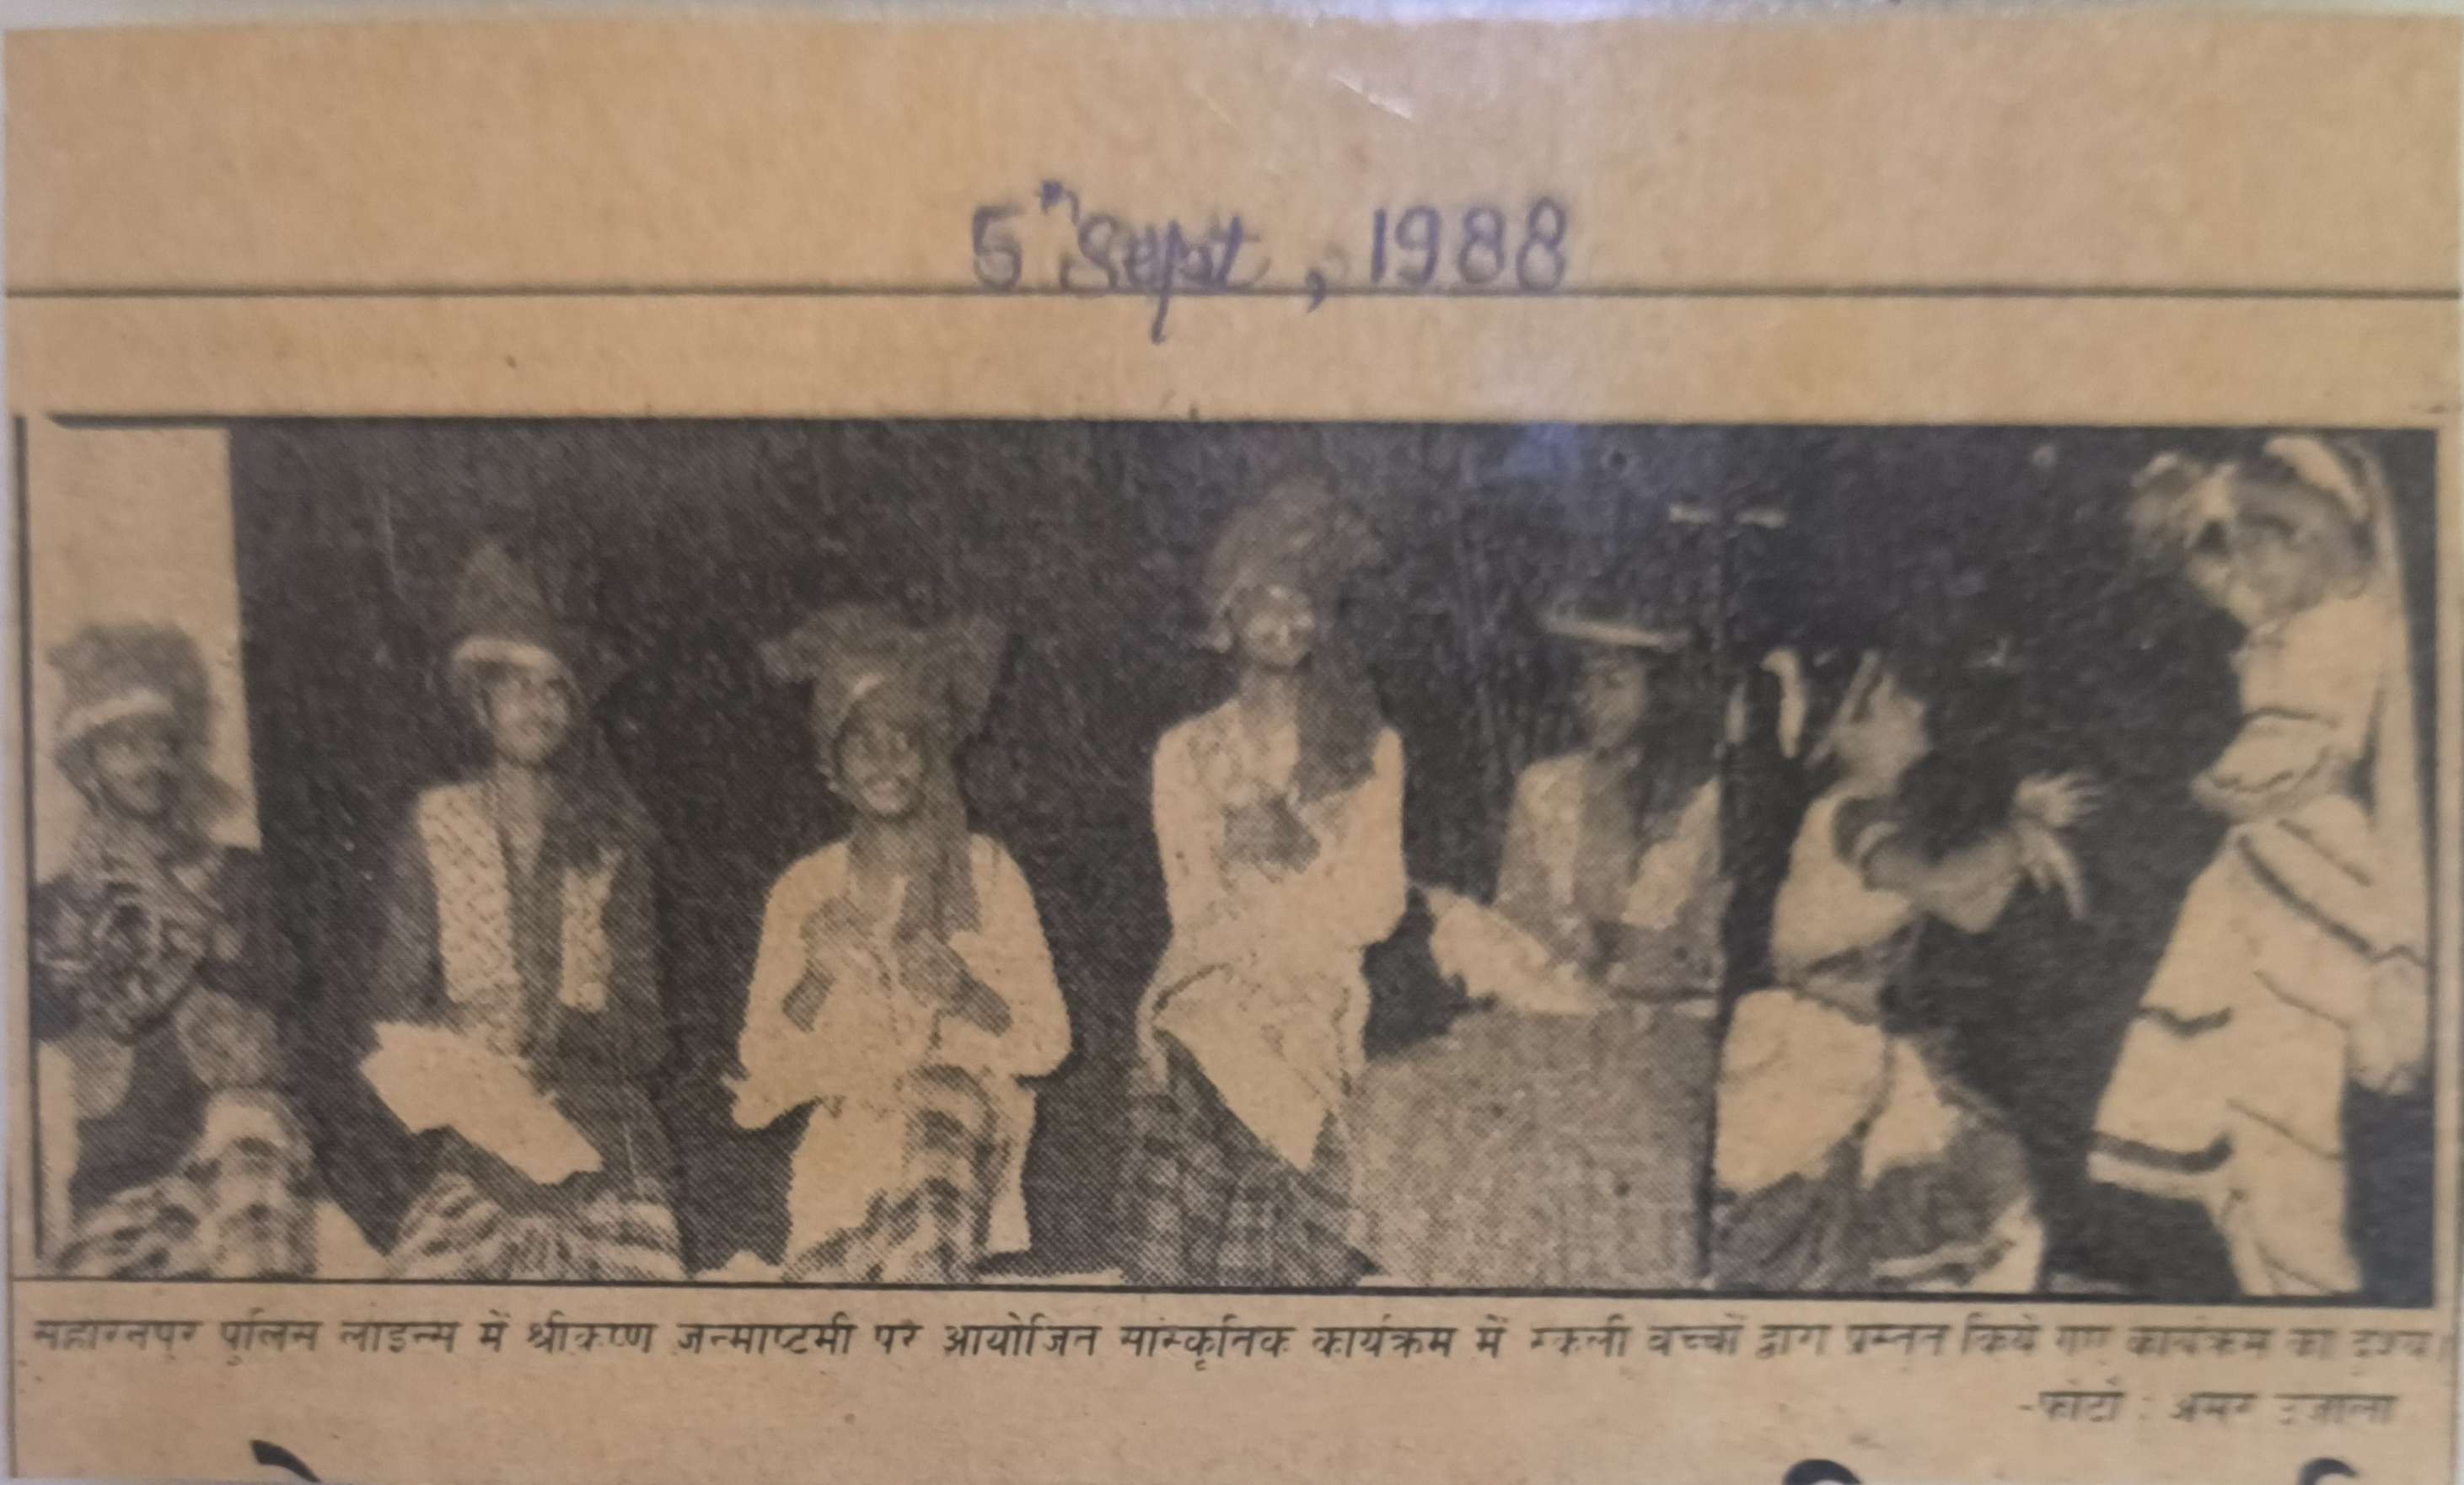 5th Sept, 1988
सहारनपुर पुलिस लाइन्स में श्रीकृष्ण जन्माष्टमी पर आयोजित सांस्कृतिक कार्यक्रम में स्कूली बच्चों द्वारा प्रस्तुत किये गए कार्यक्रम का दृश्य।
-फोटो : अमर उजाला